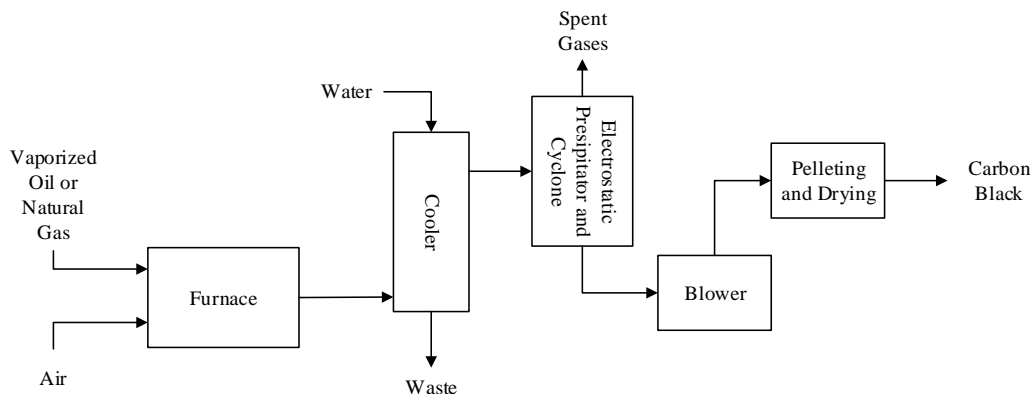 Spent
Gases
Water
Electrostatic
Presipitator and
Cyclone
Vaporized
Oil or
Natural
Gas
Cooler
Pelleting
and Drying
Carbon
Black
Furnace
Blower
Air
Waste